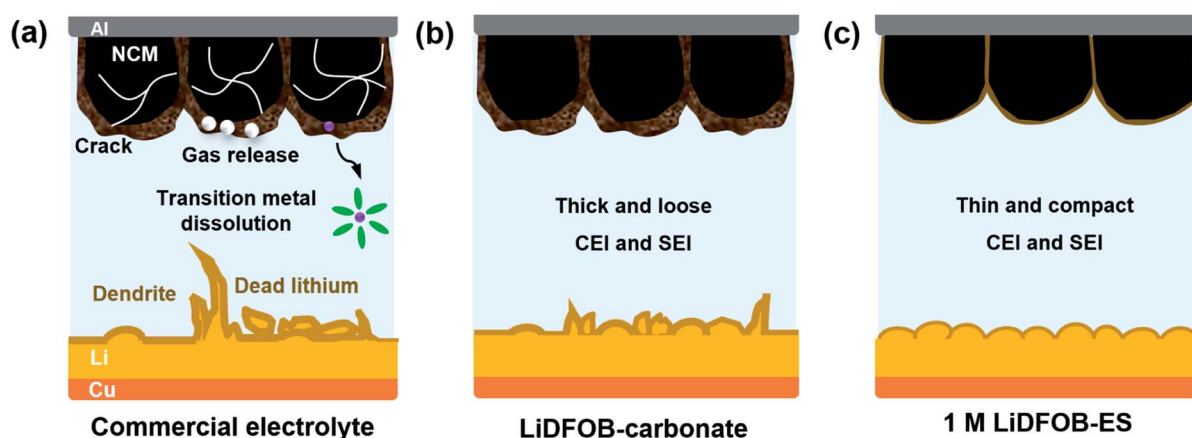 (a)
Al
NCM
Crack
Gas release
Transition metal
dissolution
Dendrite
Dead lithium
Li
Cu
Commercial electrolyte
(b)
Thick and loose
CEI and SEI
LiDFOB-carbonate
(c)
Thin and compact
CEI and SEI
1 M LiDFOB-ES